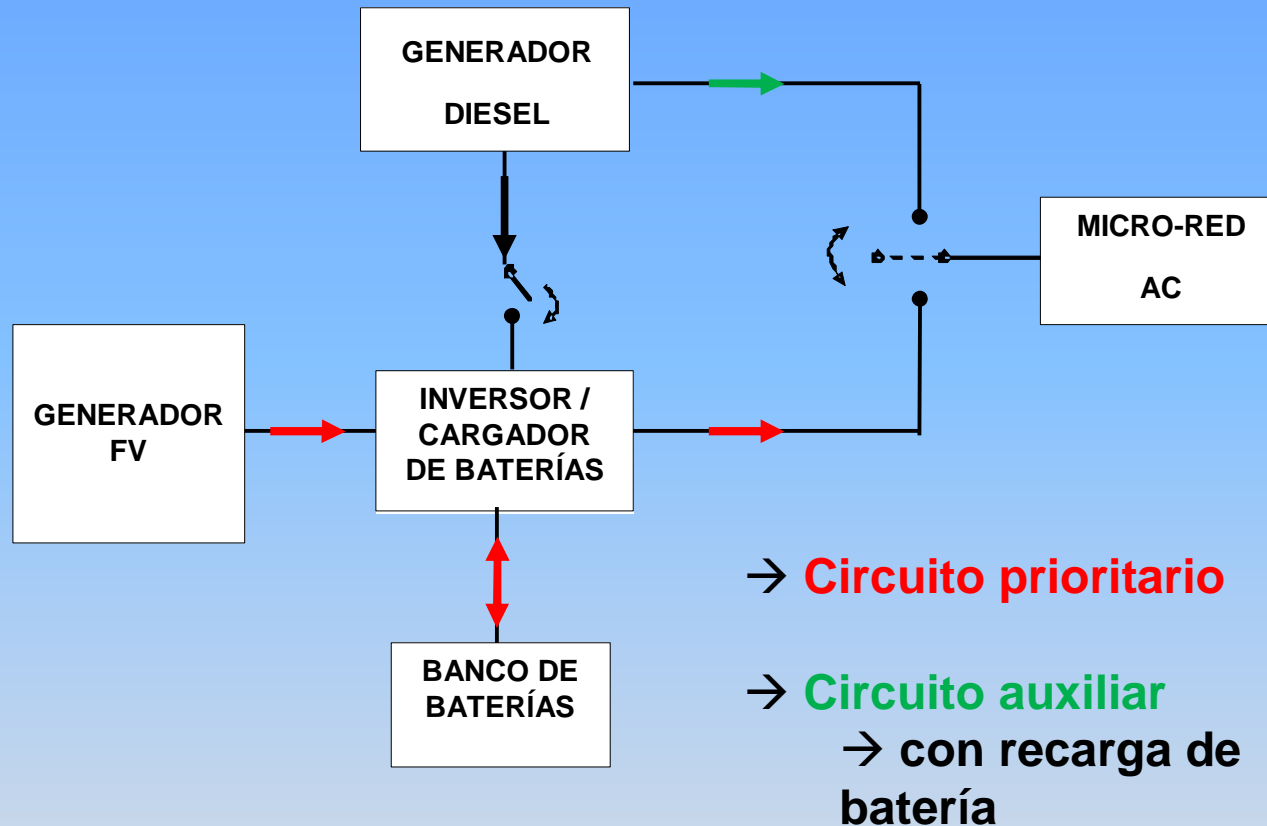 GENERADOR
DIESEL
MICRO-RED
AC
GENERADOR
FV
INVERSOR /
CARGADOR
DE BATERÍAS
BANCO DE
BATERÍAS
→ Circuito prioritario
→ Circuito auxiliar
→ con recarga de
batería